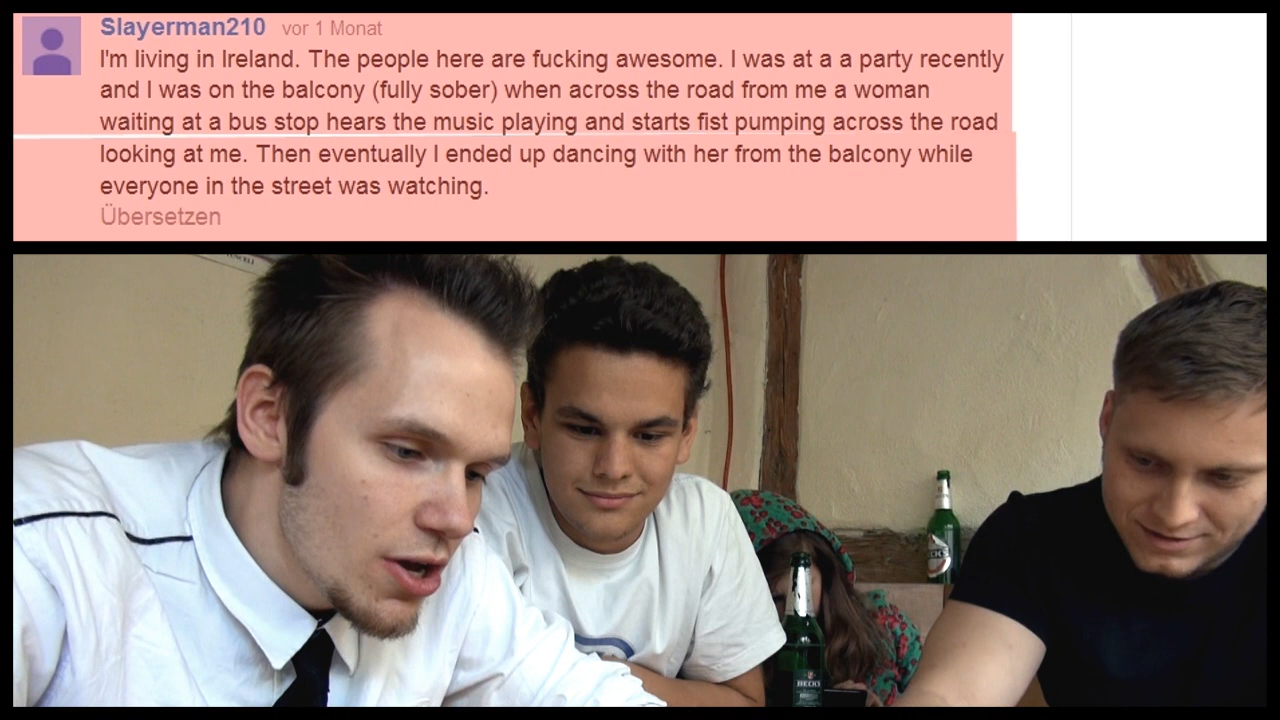 Slayerman210 vor 1 Monat
I'm living in Ireland. The people here are fucking awesome. I was at a a party recently
and I was on the balcony (fully sober) when across the road from me a woman
waiting at a bus stop hears the music playing and starts fist pumping across the road
looking at me. Then eventually I ended up dancing with her from the balcony while
everyone in the street was watching.
Übersetzen
BECK'S